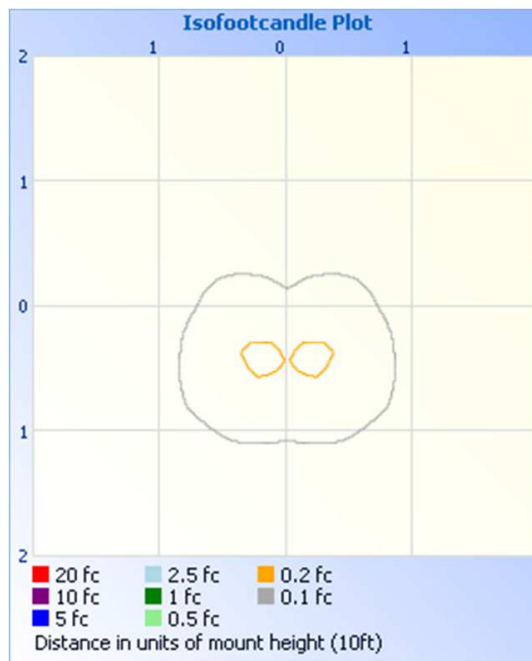 Isofootcandle Plot
1 0 1
2
1
0
1
2
20 fc 2.5 fc 0.2 fc
10 fc 1 fc 0.1 fc
5 fc 0.5 fc
Distance in units of mount height (10ft)